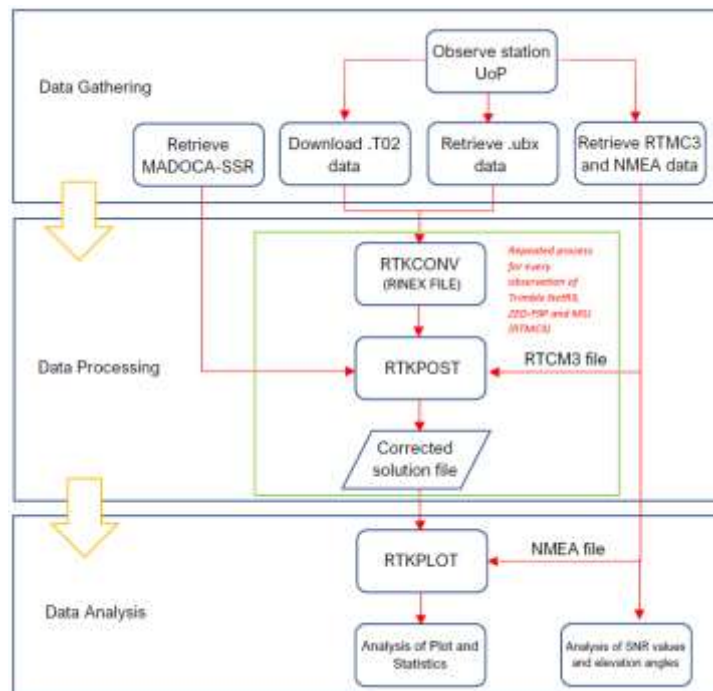 Observe station
UoP
Data Gathering
Retrieve
MADOCA-SSR
Download .T02
data
Retrieve .ubx
data
Retrieve RTMC3
and NMEA data
RTKCONV
(RINEX FILE)
Repeated process
for every
observation of
Trimble NetR9,
ZED-F9P and MSJ
(RTMC3)
Data Processing
RTKPOST
RTCM3 file
Corrected
solution file
RTKPLOT
NMEA file
Data Analysis
Analysis of Plot and
Statistics
Analysis of SNR values
and elevation angles